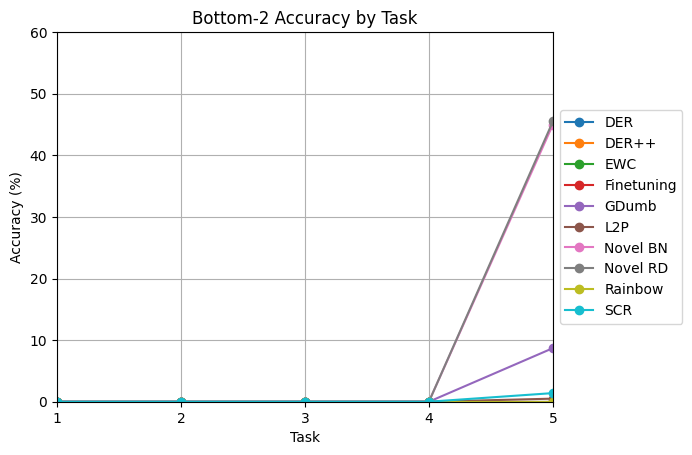 Bottom-2 Accuracy by Task
Accuracy (%)
60
50
40
30
20
10
0
1 2 3 4 5
Task
DER
DER++
EWC
Finetuning
GDumb
L2P
Novel BN
Novel RD
Rainbow
SCR